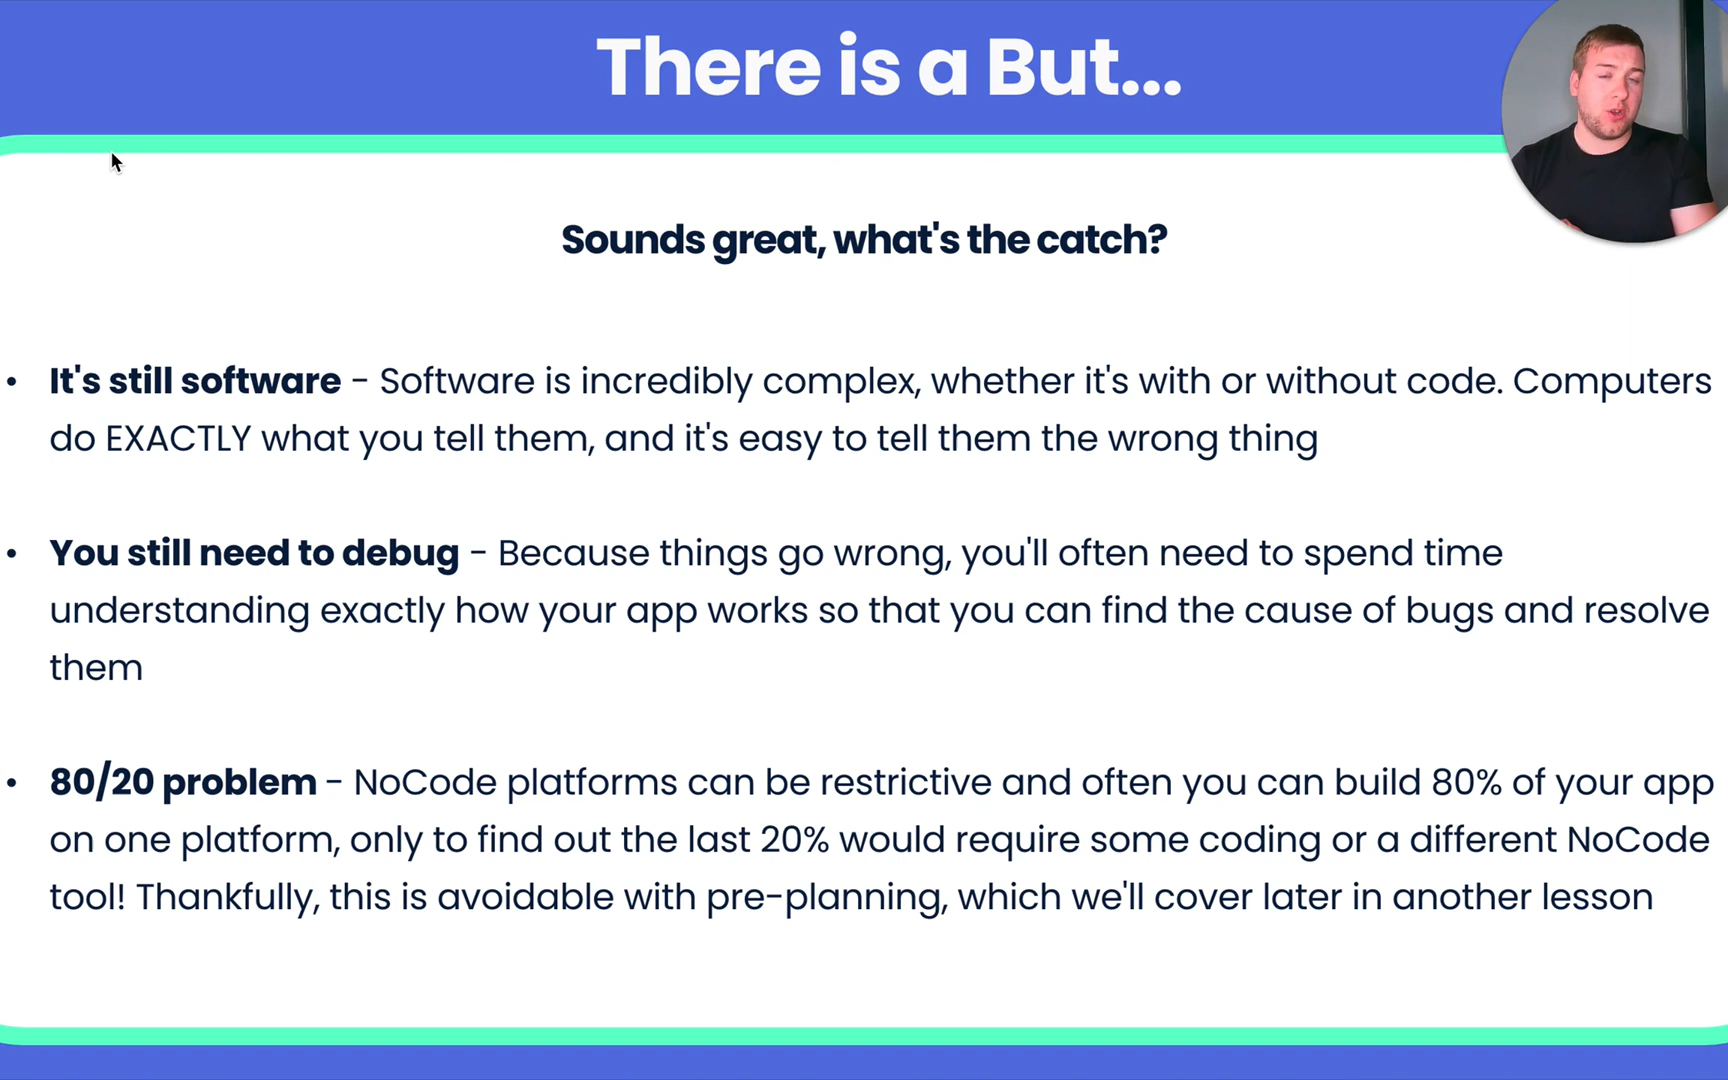 There is a But...
Sounds great, what's the catch?
• It's still software - Software is incredibly complex, whether it's with or without code. Computers
do EXACTLY what you tell them, and it's easy to tell them the wrong thing
• You still need to debug - Because things go wrong, you'll often need to spend time
understanding exactly how your app works so that you can find the cause of bugs and resolve
them
• 80/20 problem - NoCode platforms can be restrictive and often you can build 80% of your app
on one platform, only to find out the last 20% would require some coding or a different NoCode
tool! Thankfully, this is avoidable with pre-planning, which we'll cover later in another lesson